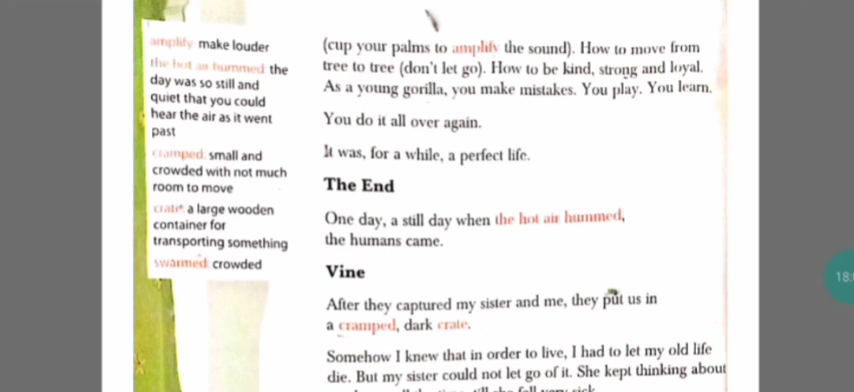 amplify: make louder
the hot air hummed: the
day was so still and
quiet that you could
hear the air as it went
past
cramped: small and
crowded with not much
room to move
crate: a large wooden
container for
transporting something
swarmed: crowded
(cup your palms to amplify the sound). How to move from
tree to tree (don't let go). How to be kind, strong and loyal.
As a young gorilla, you make mistakes. You play. You learn.
You do it all over again.
It was, for a while, a perfect life.
The End
One day, a still day when the hot air hummed,
the humans came.
Vine
After they captured my sister and me, they put us in
a cramped, dark crate.
Somehow I knew that in order to live, I had to let my old life
die. But my sister could not let go of it. She kept thinking about
she fell very sick
18: